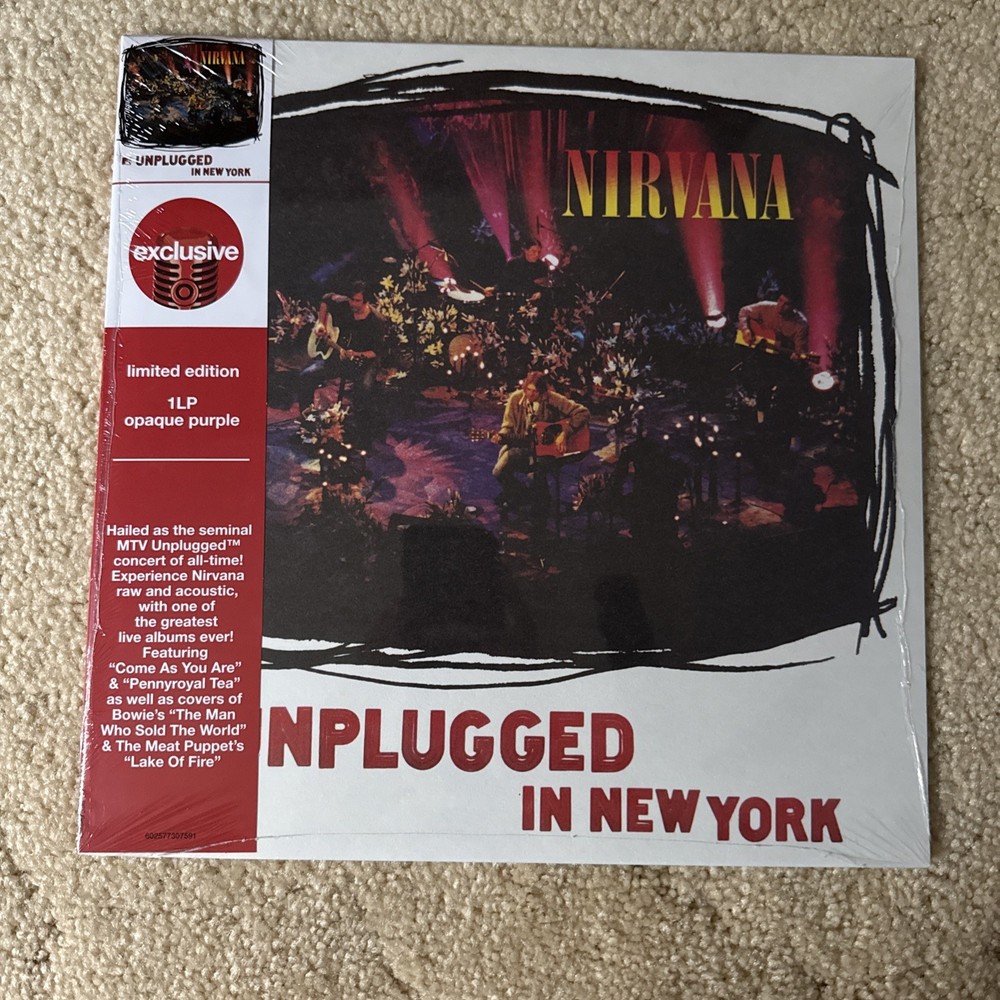 NIRVANA
UNPLUGGED
IN NEW YORK
exclusive
limited edition
1LP
opaque purple
Hailed as the seminal
MTV Unplugged™
concert of all-time!
Experience Nirvana
raw and acoustic,
with one of
the greatest
live albums ever!
Featuring
“Come As You Are”
& “Pennyroyal Tea”
as well as covers of
Bowie’s “The Man
Who Sold The World”
& The Meat Puppet’s
“Lake Of Fire”
602577307591
NIRVANA
NPLUGGED
IN NEW YORK